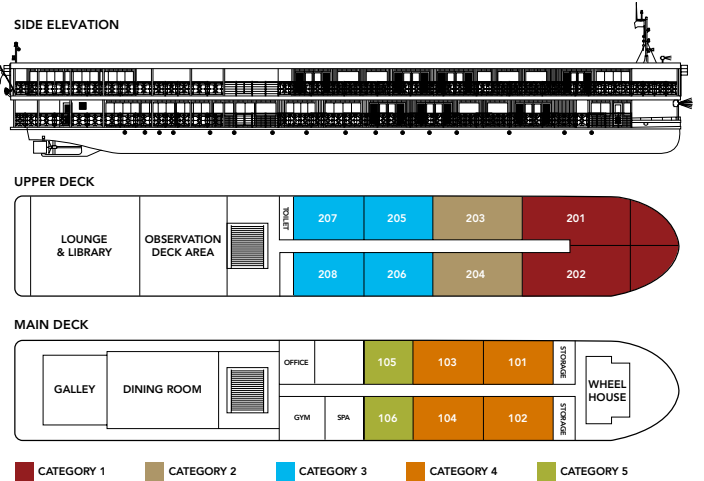 SIDE ELEVATION
UPPER DECK
LOUNGE
& LIBRARY
OBSERVATION
DECK AREA
TOILET
207
205
203
201
208
206
204
202
MAIN DECK
GALLEY
DINING ROOM
OFFICE
105
103
101
STORAGE
WHEEL
HOUSE
GYM
SPA
106
104
102
STORAGE
CATEGORY 1
CATEGORY 2
CATEGORY 3
CATEGORY 4
CATEGORY 5